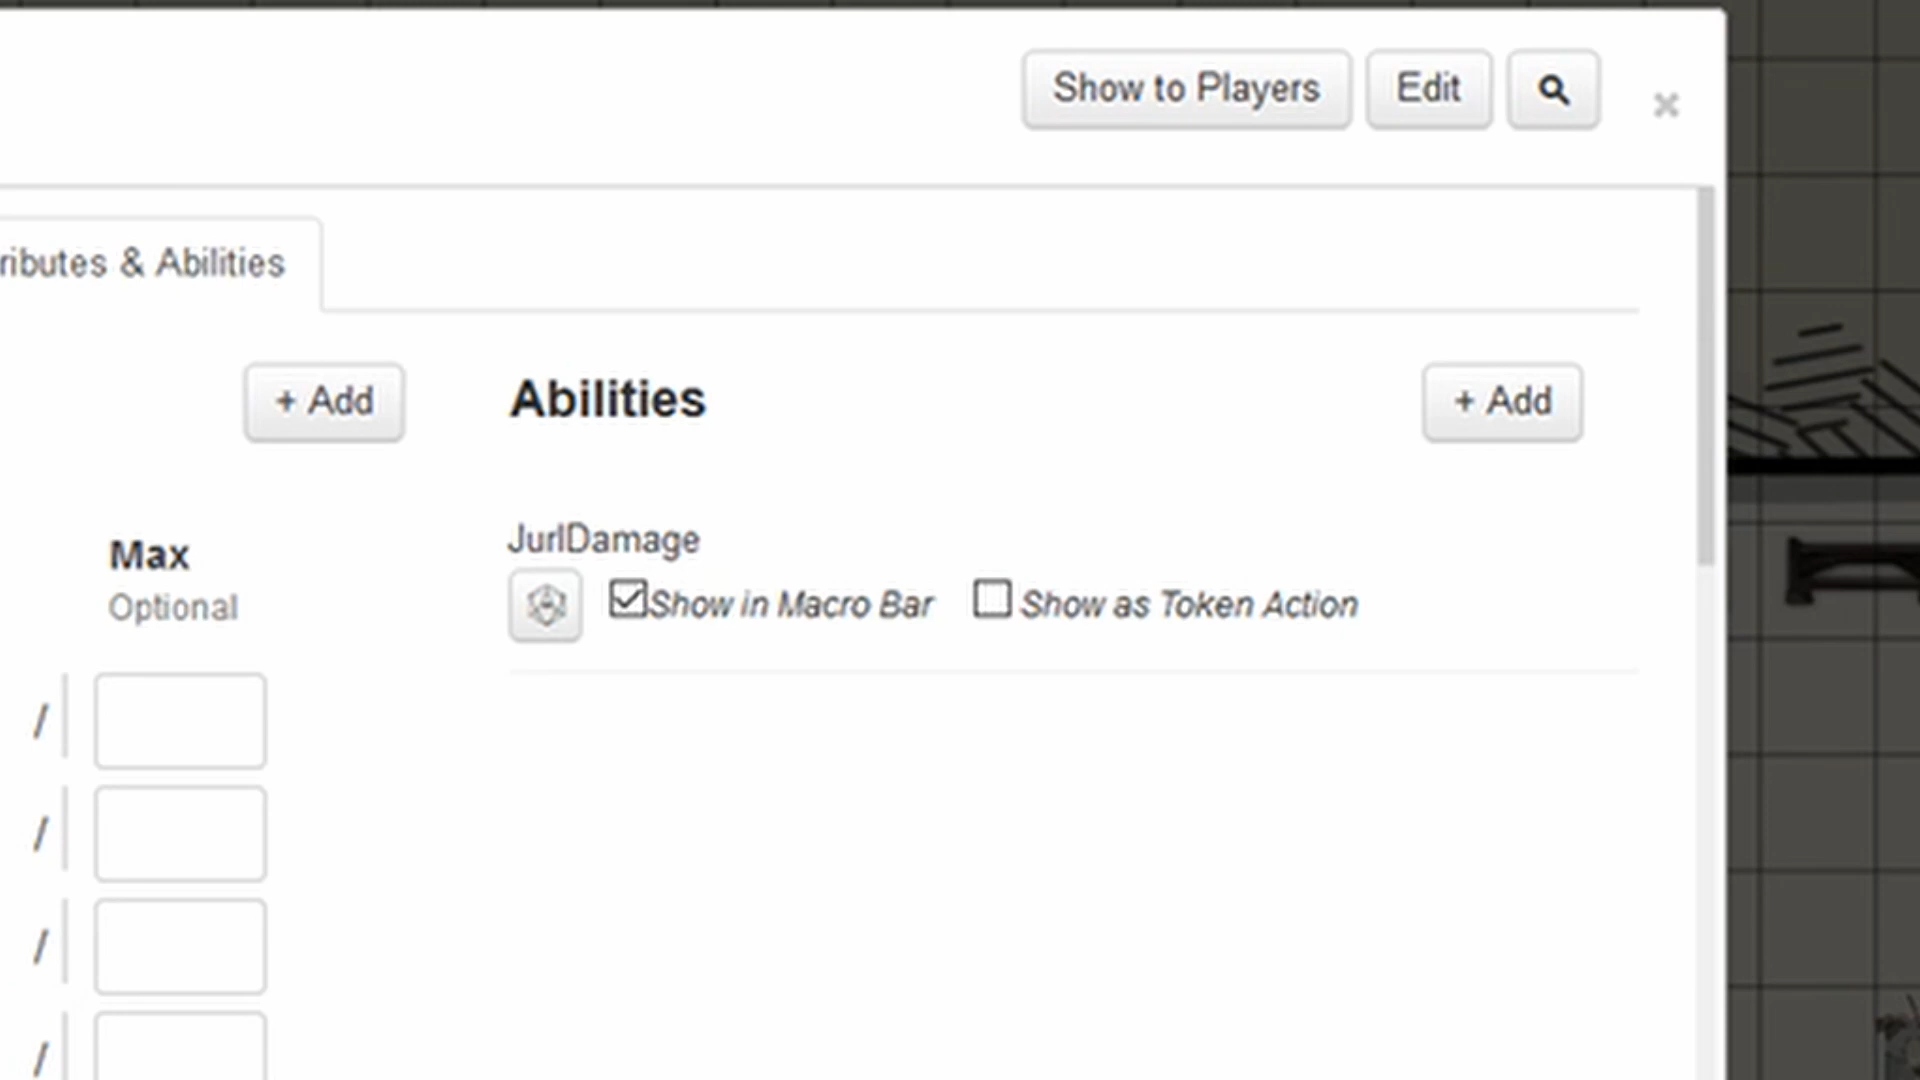 Show to Players Edit
ributes & Abilities
+ Add Abilities + Add
JurlDamage
Max
Optional
Show in Macro Bar Show as Token Action
/
/
/
/